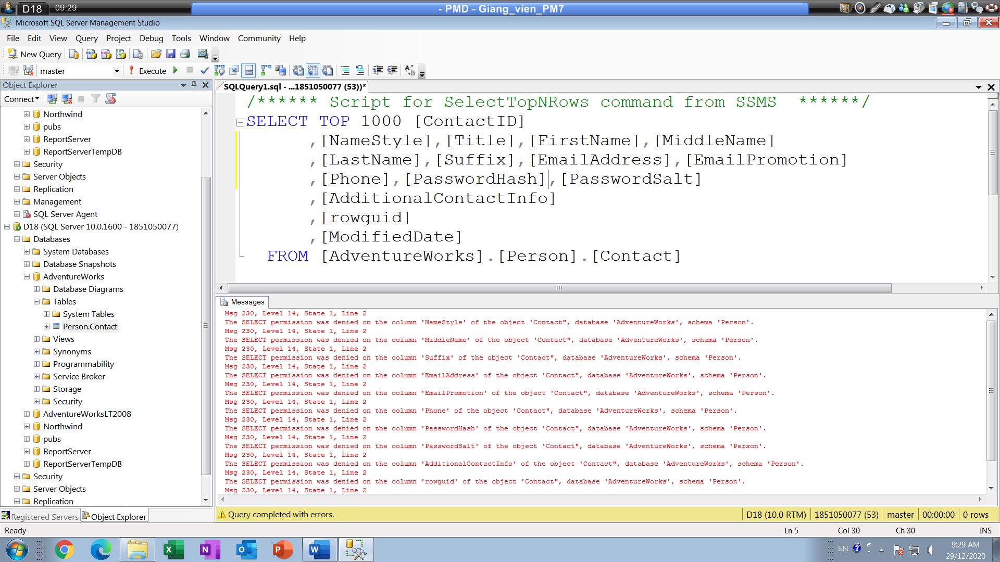 D18 09:29 - PMD - Giang_vien_PM7
Microsoft SQL Server Management Studio
File Edit View Query Project Debug Tools Window Community Help
New Query
master Execute
Object Explorer
Connect
Northwind
pubs
ReportServer
ReportServerTempDB
Security
Server Objects
Replication
Management
SQL Server Agent
D18 (SQL Server 10.0.1600 - 1851050077)
Databases
System Databases
Database Snapshots
AdventureWorks
Database Diagrams
Tables
System Tables
Person.Contact
Views
Synonyms
Programmability
Service Broker
Storage
Security
AdventureWorksLT2008
Northwind
pubs
ReportServer
ReportServerTempDB
Security
Server Objects
Replication
Registered Servers Object Explorer
SQLQuery1.sql - ...1851050077 (53))*
/****** Script for SelectTopNRows command from SSMS ******/
SELECT TOP 1000 [ContactID]
,[NameStyle],[Title],[FirstName],[MiddleName]
,[LastName],[Suffix],[EmailAddress],[EmailPromotion]
,[Phone],[PasswordHash],[PasswordSalt]
,[AdditionalContactInfo]
,[rowguid]
,[ModifiedDate]
FROM [AdventureWorks].[Person].[Contact]
Messages
Msg 230, Level 14, State 1, Line 2
The SELECT permission was denied on the column 'NameStyle' of the object 'Contact", database 'AdventureWorks', schema 'Person'.
Msg 230, Level 14, State 1, Line 2
The SELECT permission was denied on the column 'MiddleName' of the object 'Contact", database 'AdventureWorks', schema 'Person'.
Msg 230, Level 14, State 1, Line 2
The SELECT permission was denied on the column 'Suffix' of the object 'Contact", database 'AdventureWorks', schema 'Person'.
Msg 230, Level 14, State 1, Line 2
The SELECT permission was denied on the column 'EmailAddress' of the object 'Contact", database 'AdventureWorks', schema 'Person'.
Msg 230, Level 14, State 1, Line 2
The SELECT permission was denied on the column 'EmailPromotion' of the object 'Contact", database 'AdventureWorks', schema 'Person'.
Msg 230, Level 14, State 1, Line 2
The SELECT permission was denied on the column 'Phone' of the object 'Contact", database 'AdventureWorks', schema 'Person'.
Msg 230, Level 14, State 1, Line 2
The SELECT permission was denied on the column 'PasswordHash' of the object 'Contact", database 'AdventureWorks', schema 'Person'.
Msg 230, Level 14, State 1, Line 2
The SELECT permission was denied on the column 'PasswordSalt' of the object 'Contact", database 'AdventureWorks', schema 'Person'.
Msg 230, Level 14, State 1, Line 2
The SELECT permission was denied on the column 'AdditionalContactInfo' of the object 'Contact", database 'AdventureWorks', schema 'Person'.
Msg 230, Level 14, State 1, Line 2
The SELECT permission was denied on the column 'rowguid' of the object 'Contact", database 'AdventureWorks', schema 'Person'.
Msg 230, Level 14, State 1, Line 2
Query completed with errors. D18 (10.0 RTM) 1851050077 (53) master 00:00:00 0 rows
Ready Ln 5 Col 30 Ch 30 INS
EN 9:29 AM
29/12/2020